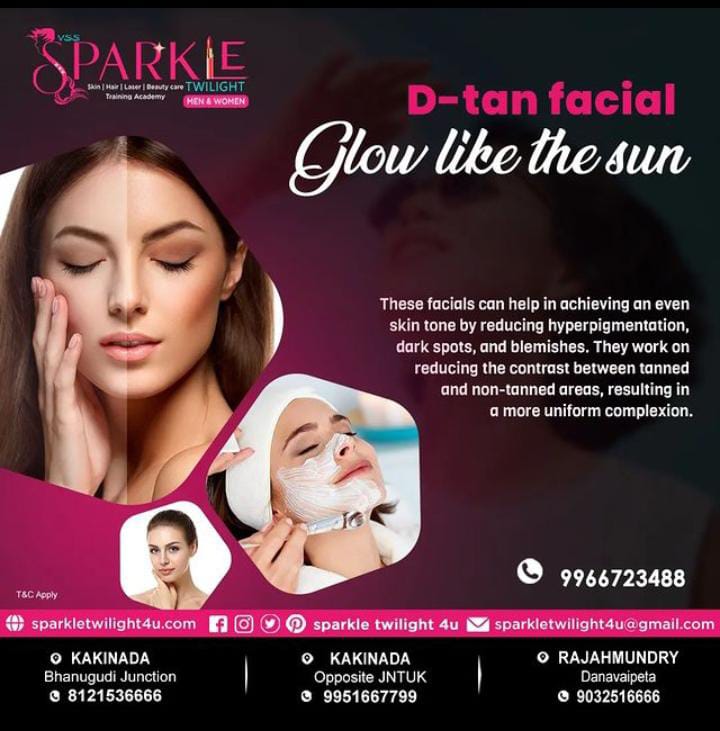 VSS
SPARKLE
Skin | Hair | Laser | Beauty care TWILIGHT
Training Academy
MEN & WOMEN
D-tan facial
Glow like the sun
These facials can help in achieving an even
skin tone by reducing hyperpigmentation,
dark spots, and blemishes. They work on
reducing the contrast between tanned
and non-tanned areas, resulting in
a more uniform complexion.
9966723488
T&C Apply
sparkletwilight4u.com sparkle twilight 4u sparkletwilight4u@gmail.com
KAKINADA
Bhanugudi Junction
8121536666
KAKINADA
Opposite JNTUK
9951667799
RAJAHMUNDRY
Danavaipeta
9032516666